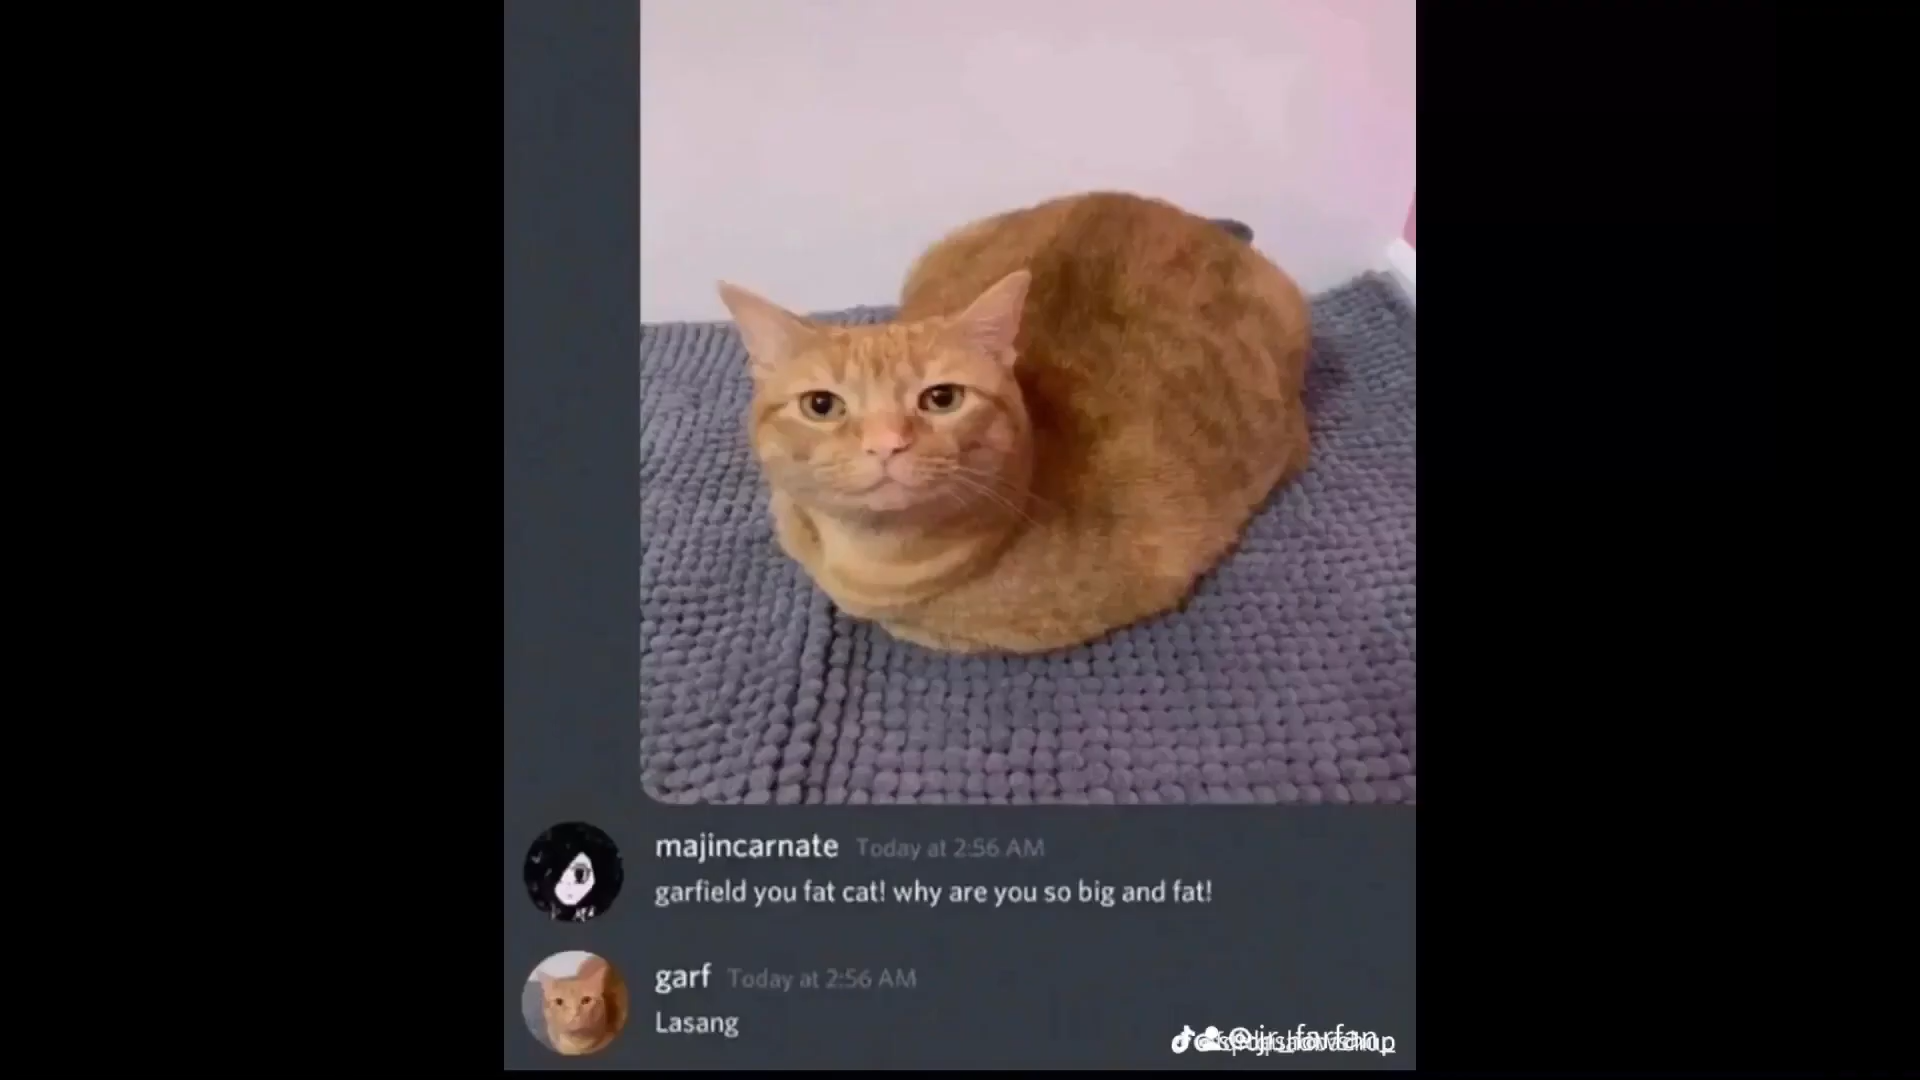 majincarnate Today at 2:56 AM
garfield you fat cat! why are you so big and fat!
garf Today at 2:56 AM
Lasang